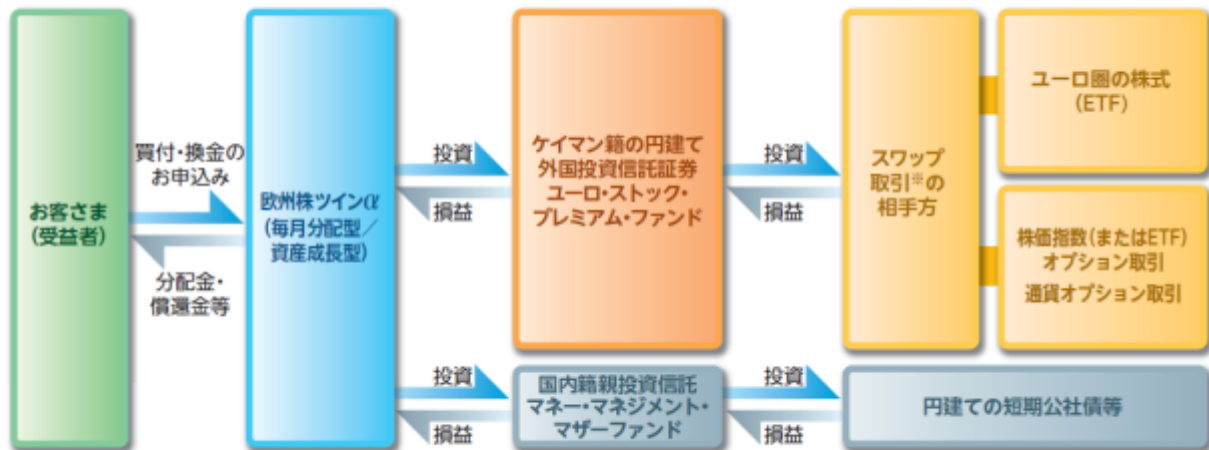 お客さま
(受益者)
買付・換金の
お申込み
分配金・
償還金等
欧州株ツインα
(毎月分配型／
資産成長型)
投資
損益
ケイマン籍の円建て
外国投資信託証券
ユーロ・ストック・
プレミアム・ファンド
投資
損益
スワップ
取引※の
相手方
ユーロ圏の株式
(ETF)
株価指数(またはETF)
オプション取引
通貨オプション取引
投資
損益
国内籍親投資信託
マネー・マネジメント・
マザーファンド
投資
損益
円建ての短期公社債等